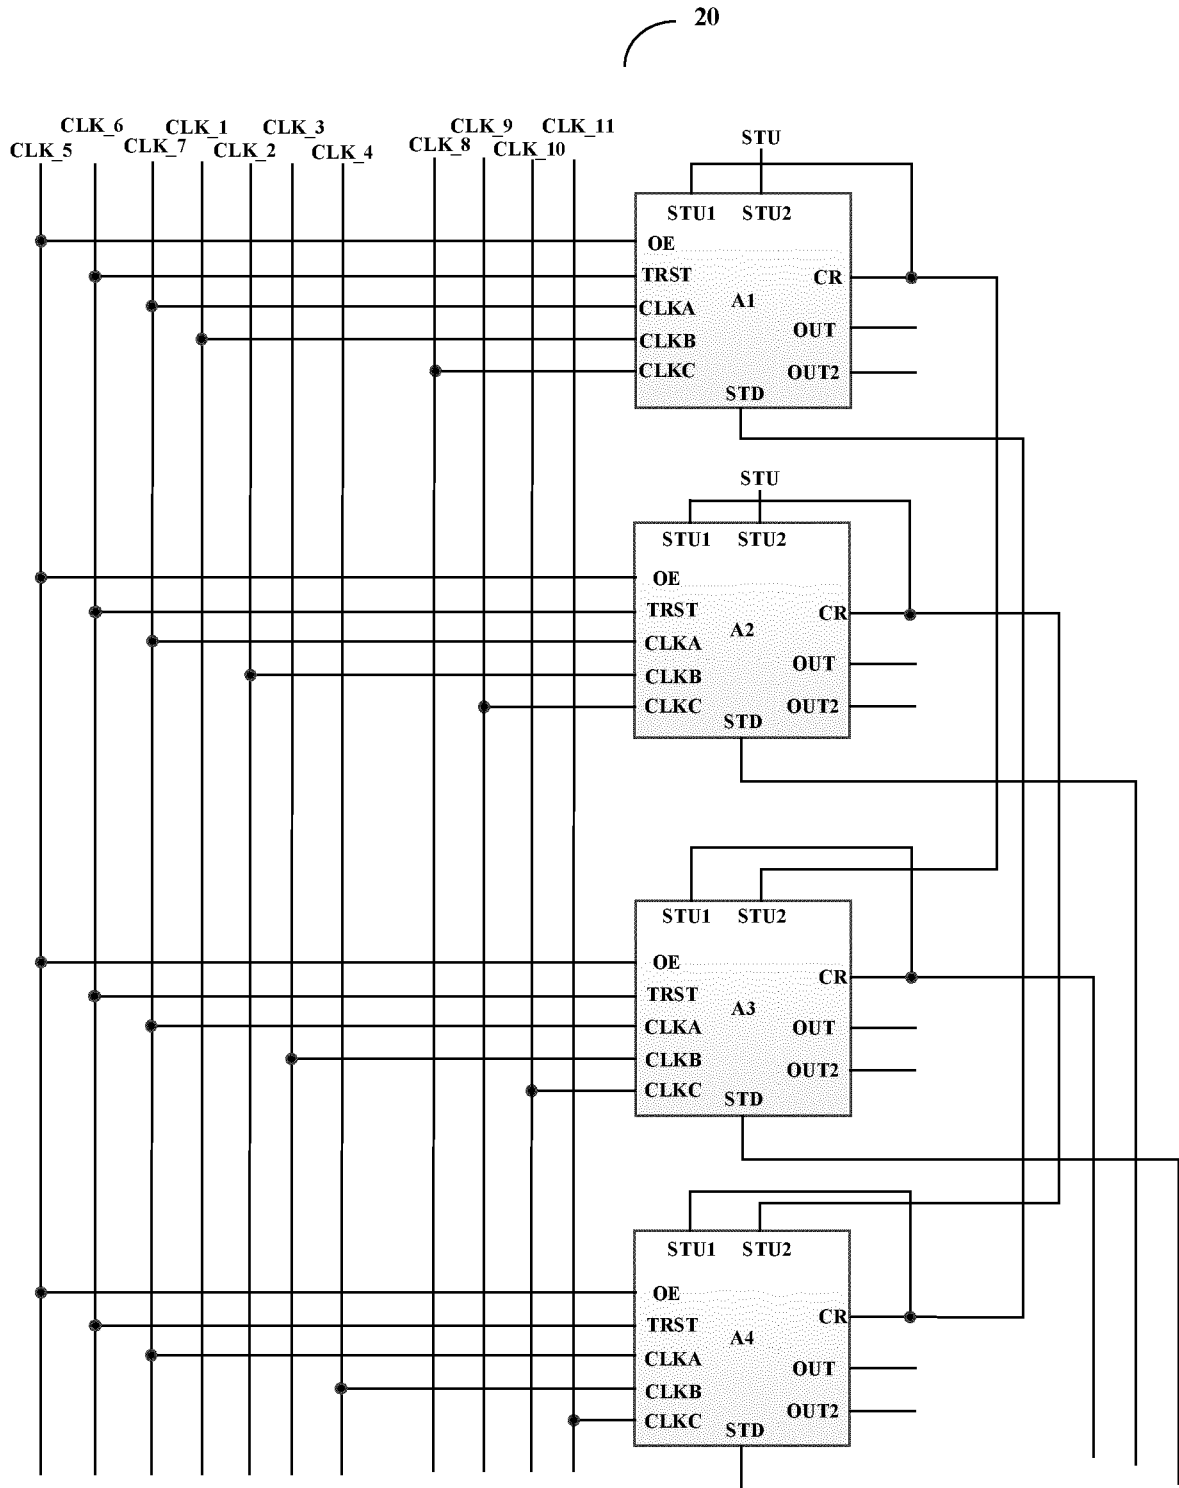 20
CLK_5 CLK_6 CLK_7 CLK_1 CLK_2 CLK_3 CLK_4 CLK_8 CLK_9 CLK_10 CLK_11
STU
STU1 STU2
OE
TRST
CR
A1
CLKA
OUT
CLKB
CLKC
OUT2
STD
STU
STU1 STU2
OE
TRST
CR
A2
CLKA
OUT
CLKB
CLKC
OUT2
STD
STU1 STU2
OE
CR
TRST
A3
CLKA
OUT
CLKB
OUT2
CLKC
STD
STU1 STU2
OE
CR
TRST
A4
CLKA
OUT
CLKB
OUT2
CLKC
STD